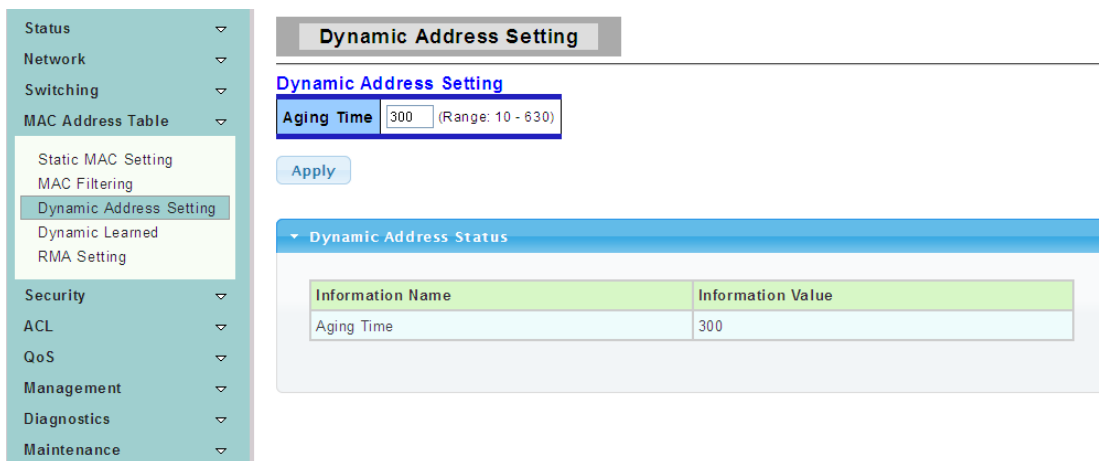 Status
Network
Switching
MAC Address Table
Static MAC Setting
MAC Filtering
Dynamic Address Setting
Dynamic Learned
RMA Setting
Security
ACL
QoS
Management
Diagnostics
Maintenance
Dynamic Address Setting
Dynamic Address Setting
Aging Time 300 (Range: 10 - 630)
Apply
Dynamic Address Status
Information Name Information Value
Aging Time 300